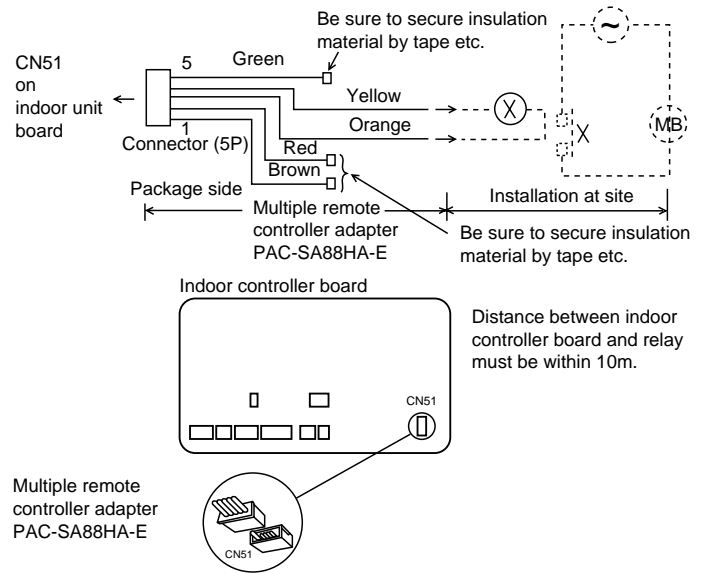 Be sure to secure insulation
material by tape etc.
CN51
on
indoor unit
board
5
Green
Yellow
Orange
1
Connector (5P)
Red
Brown
X
X
~
MB
Package side
Installation at site
Multiple remote
controller adapter
PAC-SA88HA-E
Be sure to secure insulation
material by tape etc.
Indoor controller board
Distance between indoor
controller board and relay
must be within 10m.
CN51
Multiple remote
controller adapter
PAC-SA88HA-E
CN51